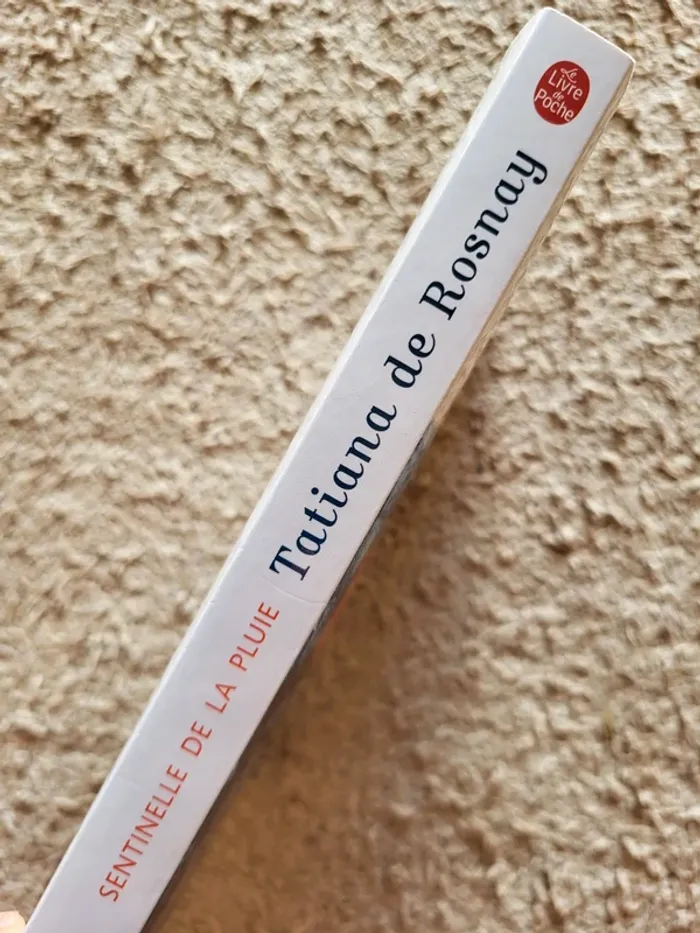 SENTINELLE DE LA PLUIE
Tatiana de Rosnay
Le
Livre
de
Poche